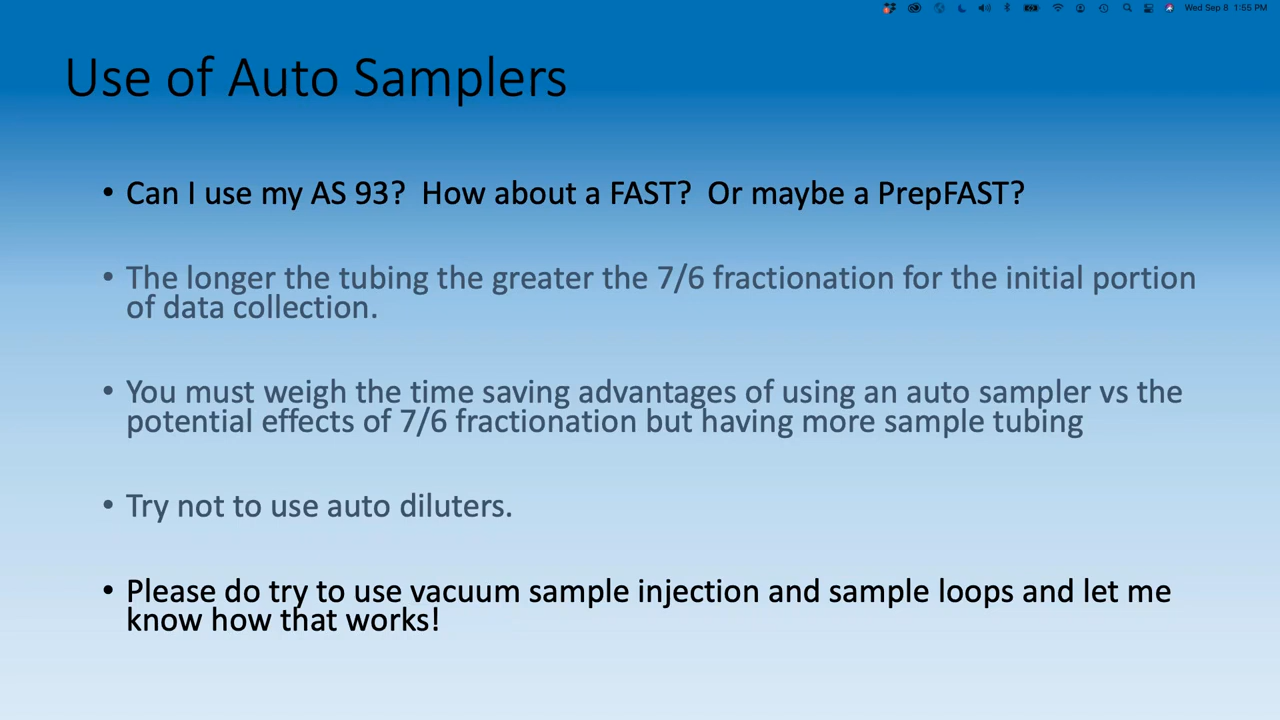 Wed Sep 8 1:55 PM
Use of Auto Samplers
• Can I use my AS 93? How about a FAST? Or maybe a PrepFAST?
• The longer the tubing the greater the 7/6 fractionation for the initial portion
of data collection.
• You must weigh the time saving advantages of using an auto sampler vs the
potential effects of 7/6 fractionation but having more sample tubing
• Try not to use auto diluters.
• Please do try to use vacuum sample injection and sample loops and let me
know how that works!